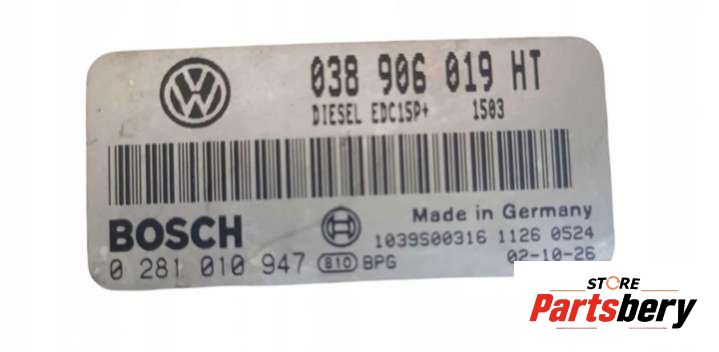 038 906 019 HT
DIESEL EDC15P+ 1503
BOSCH
Made in Germany
1039S00316 1126 0524
0 281 010 947 810 BPG 02-10-26
STORE
Partsbery